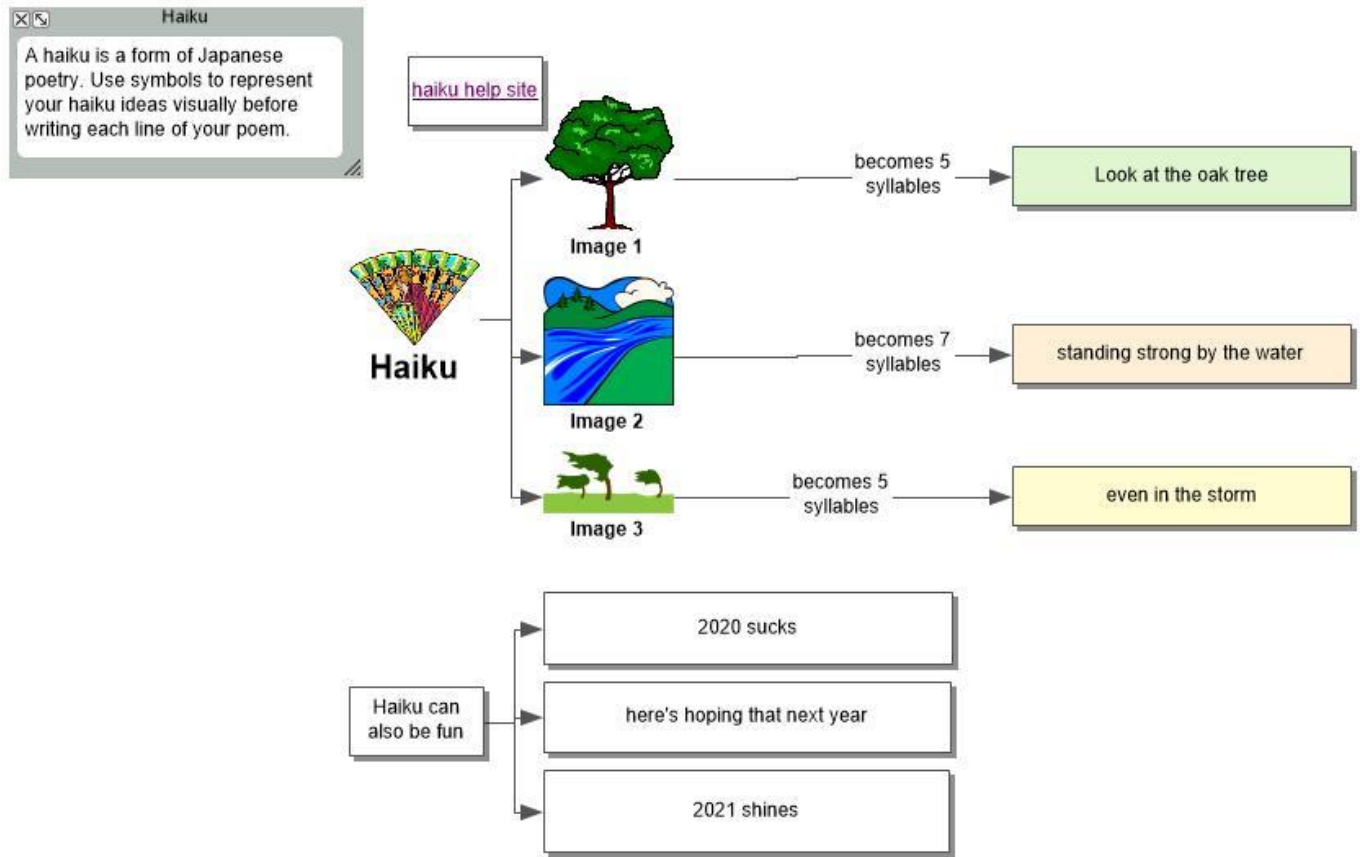 Haiku
A haiku is a form of Japanese
poetry. Use symbols to represent
your haiku ideas visually before
writing each line of your poem.
haiku help site
becomes 5
syllables
Look at the oak tree
Image 1
Haiku
becomes 7
syllables
standing strong by the water
Image 2
becomes 5
syllables
even in the storm
Image 3
Haiku can
also be fun
2020 sucks
here's hoping that next year
2021 shines